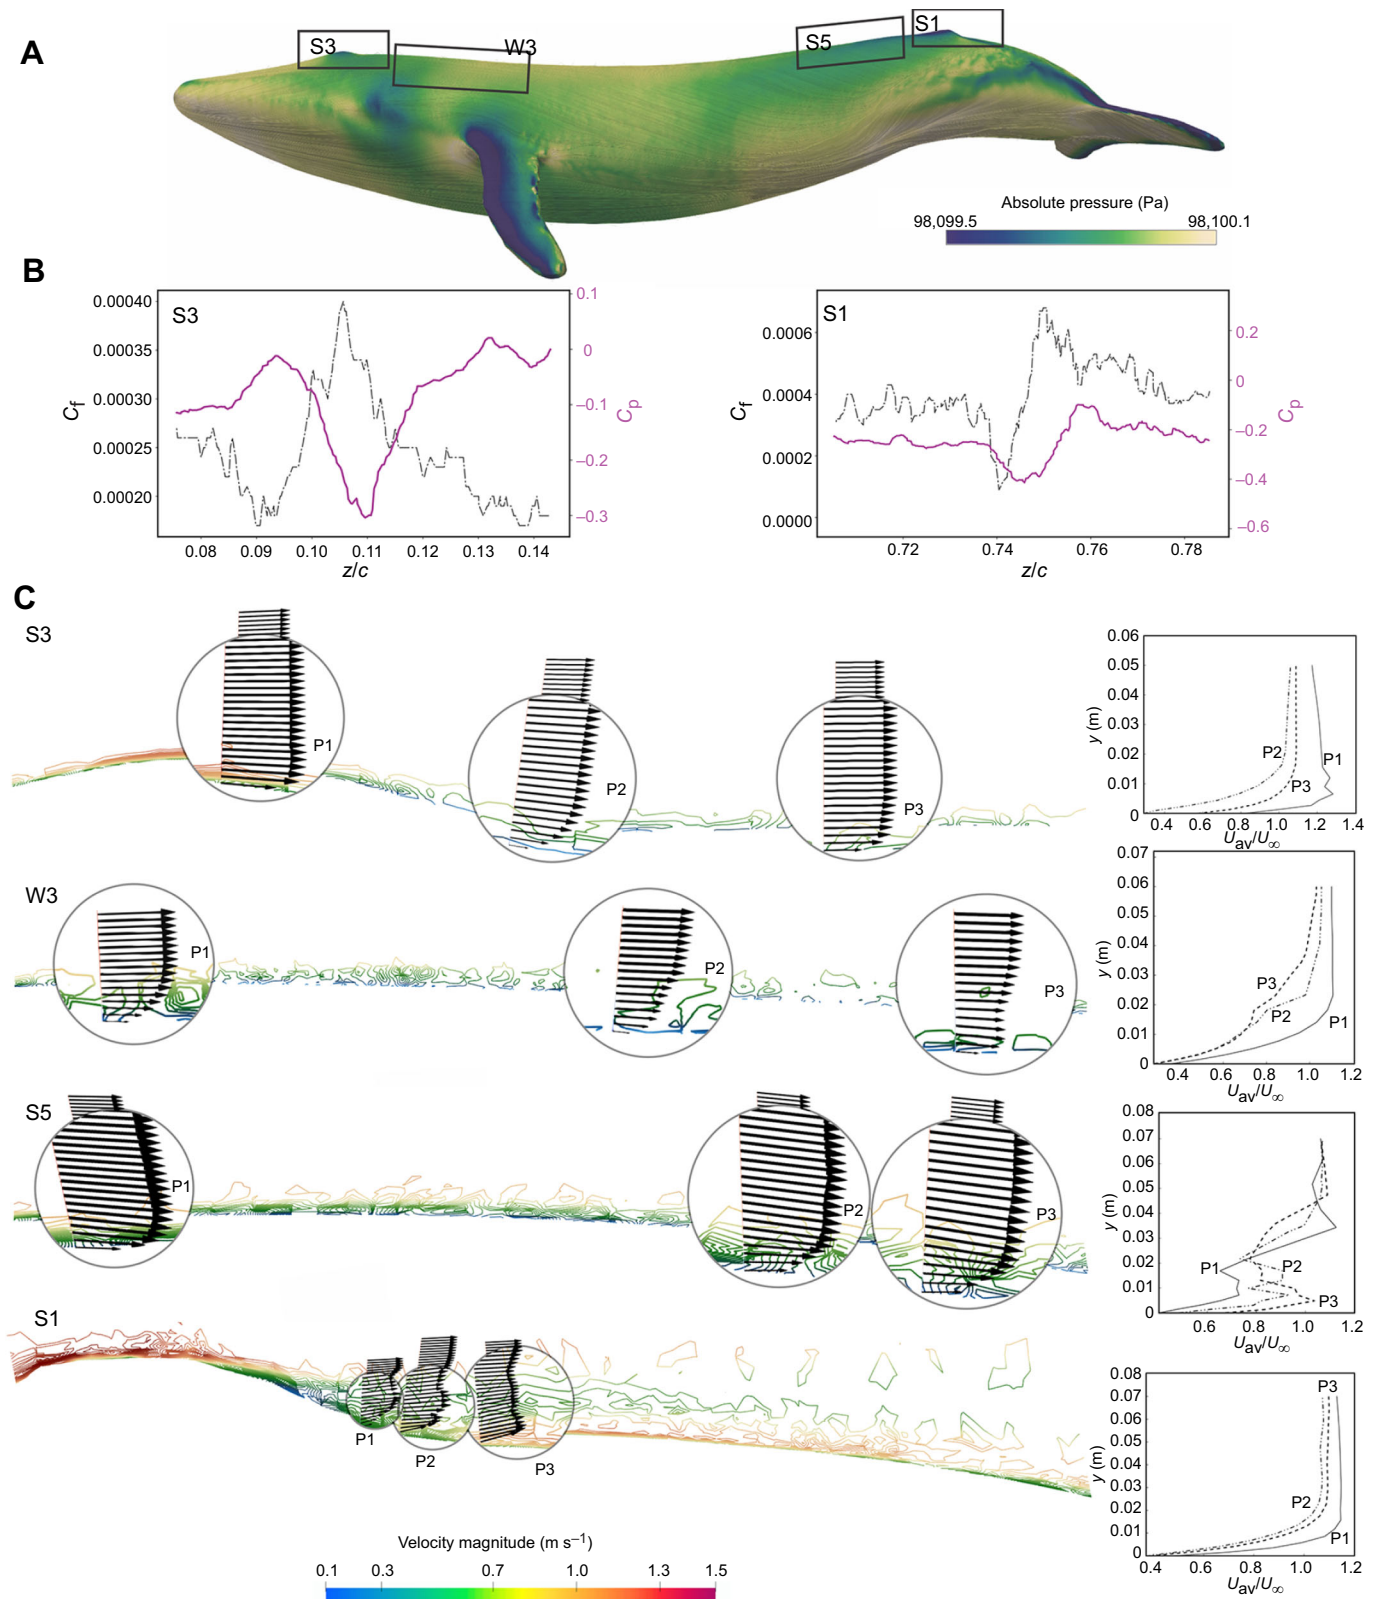 A
S3
W3
S5
S1
Absolute pressure (Pa)
98,099.5
98,100.1
B
S3
0.00040
0.00035
0.00030
0.00025
0.00020
Cf
0.1
0
–0.1
–0.2
–0.3
Cp
0.08 0.09 0.10 0.11 0.12 0.13 0.14
z/c
S1
0.0006
0.0004
0.0002
0.0000
Cf
0.2
0
–0.2
–0.4
–0.6
Cp
0.72 0.74 0.76 0.78
z/c
C
S3
P1
P2
P3
0.06
0.05
0.04
0.03
0.02
0.01
0
y (m)
P2
P1
P3
0.4 0.6 0.8 1.0 1.2 1.4
Uav/U∞
W3
P1
P2
P3
0.07
0.06
0.05
0.04
0.03
0.02
0.01
0
y (m)
P3
P2
P1
0.4 0.6 0.8 1.0 1.2
Uav/U∞
S5
P1
P2
P3
0.08
0.07
0.06
0.05
0.04
0.03
0.02
0.01
0
y (m)
P1
P2
P3
0.6 0.8 1.0 1.2
Uav/U∞
S1
P1
P2
P3
0.08
0.07
0.06
0.05
0.04
0.03
0.02
0.01
0
y (m)
P3
P2
P1
0.4 0.6 0.8 1.0 1.2
Uav/U∞
Velocity magnitude (m s–1)
0.1 0.3 0.7 1.0 1.3 1.5